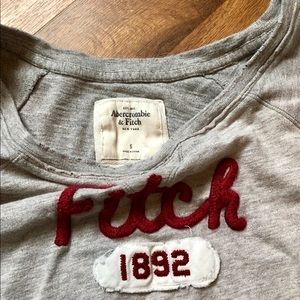 Abercrombie
& Fitch
NEW YORK
S
Fitch
1892